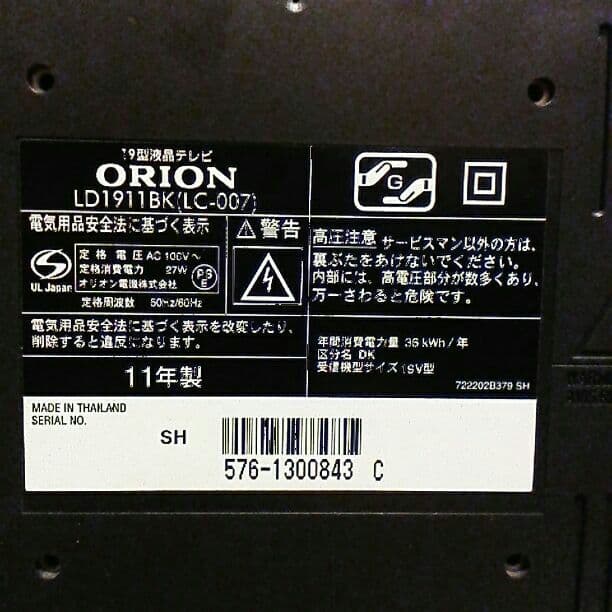 19型液晶テレビ
ORION
LD1911BK(LC-007)
G
電気用品安全法に基づく表示
UL Japan
定格電圧 AC 100V～
定格消費電力 27W
オリオン電機株式会社
定格周波数 50Hz/60Hz
PSE
警告
高圧注意 サービスマン以外の方は、
裏ぶたをあけないでください。
内部には、高電圧部分が数多くあり、
万一さわると危険です。
電気用品安全法に基づく表示を改変したり、
削除すると違反になります。
11年製
年間消費電力量 36 kWh/年
区分名 DK
受信機型サイズ 19V型
722202B379 SH
MADE IN THAILAND
SERIAL NO.
SH
576-1300843 C